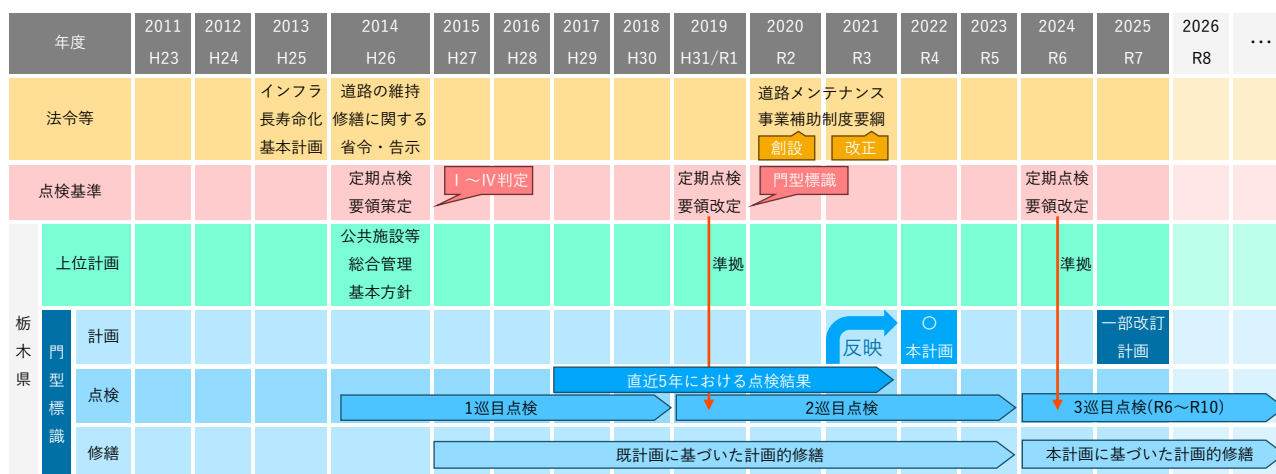 年度
2011 2012 2013 2014 2015 2016 2017 2018 2019 2020 2021 2022 2023 2024 2025 2026 …
H23 H24 H25 H26 H27 H28 H29 H30 H31/R1 R2 R3 R4 R5 R6 R7 R8
法令等
インフラ
長寿命化
基本計画
道路の維持
修繕に関する
省令・告示
道路メンテナンス
事業補助制度要綱
創設
改正
点検基準
定期点検
要領策定
Ⅰ～Ⅳ判定
定期点検
要領改定
門型標識
定期点検
要領改定
栃木県
上位計画
公共施設等
総合管理
基本方針
準拠
準拠
門型標識
計画
反映
〇
本計画
一部改訂
計画
点検
直近5年における点検結果
1巡目点検
2巡目点検
3巡目点検(R6～R10)
修繕
既計画に基づいた計画的修繕
本計画に基づいた計画的修繕